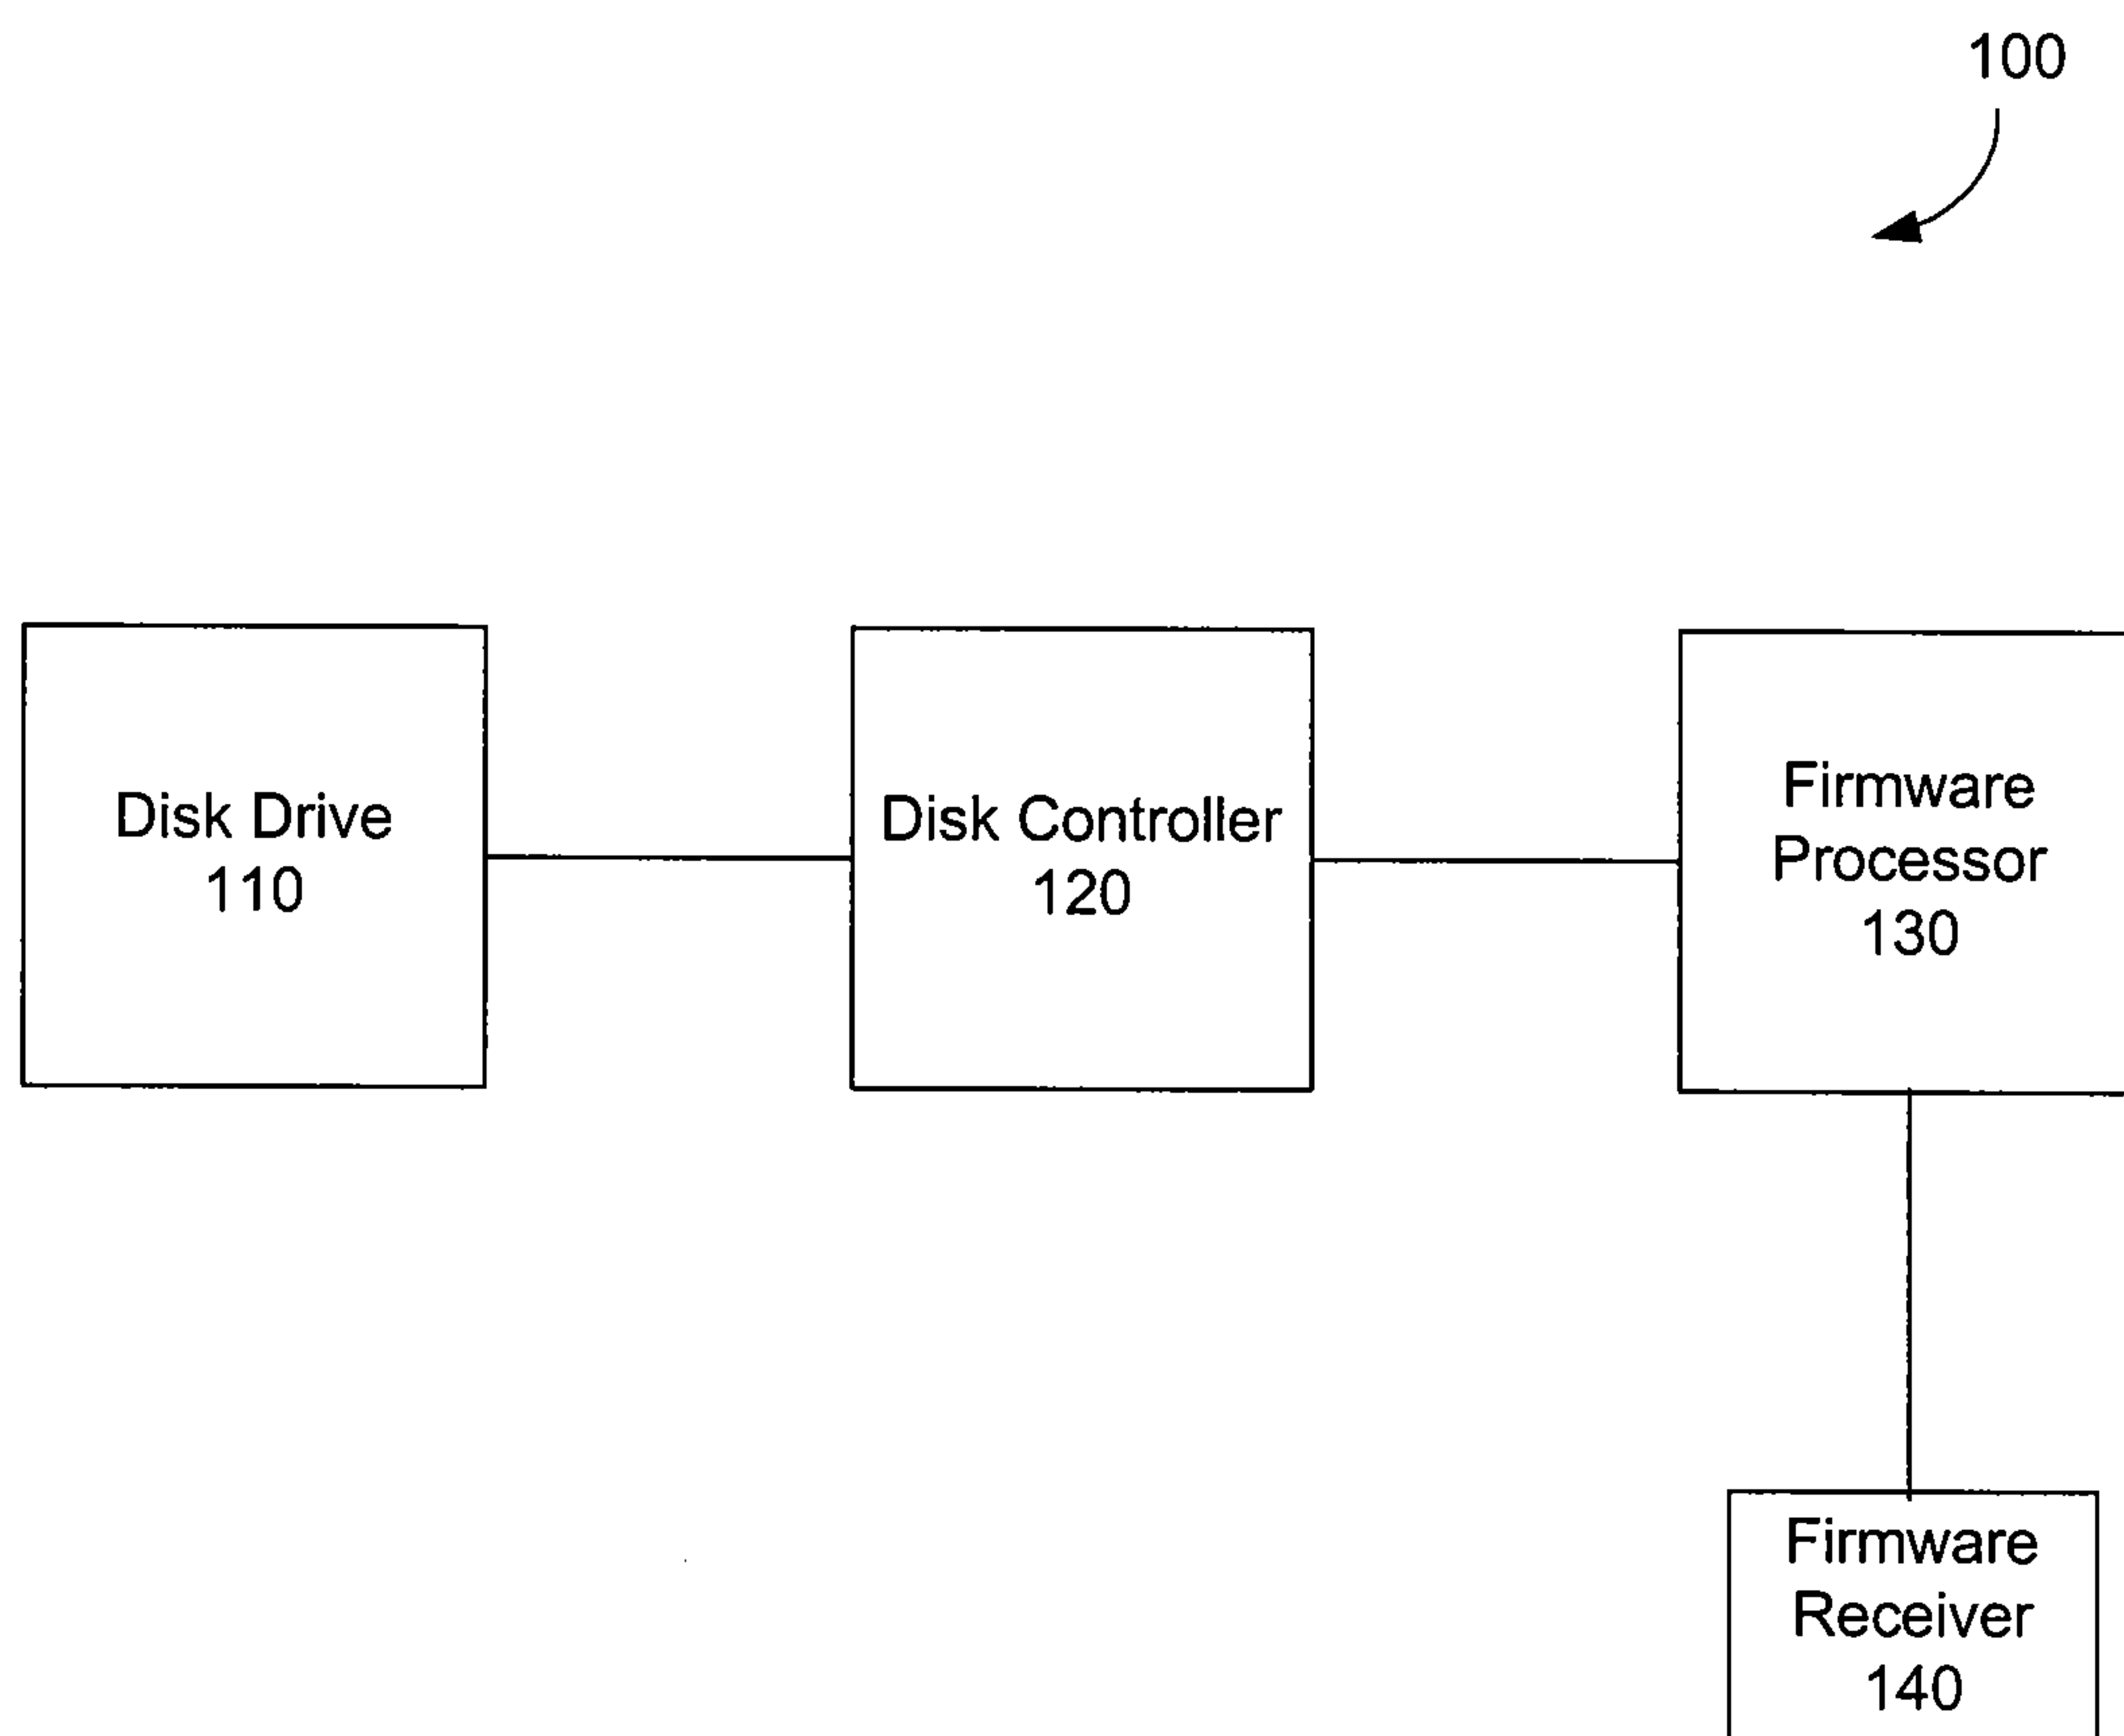 100
Disk Drive
110
Disk Controller
120
Firmware
Processor
130
Firmware
Receiver
140